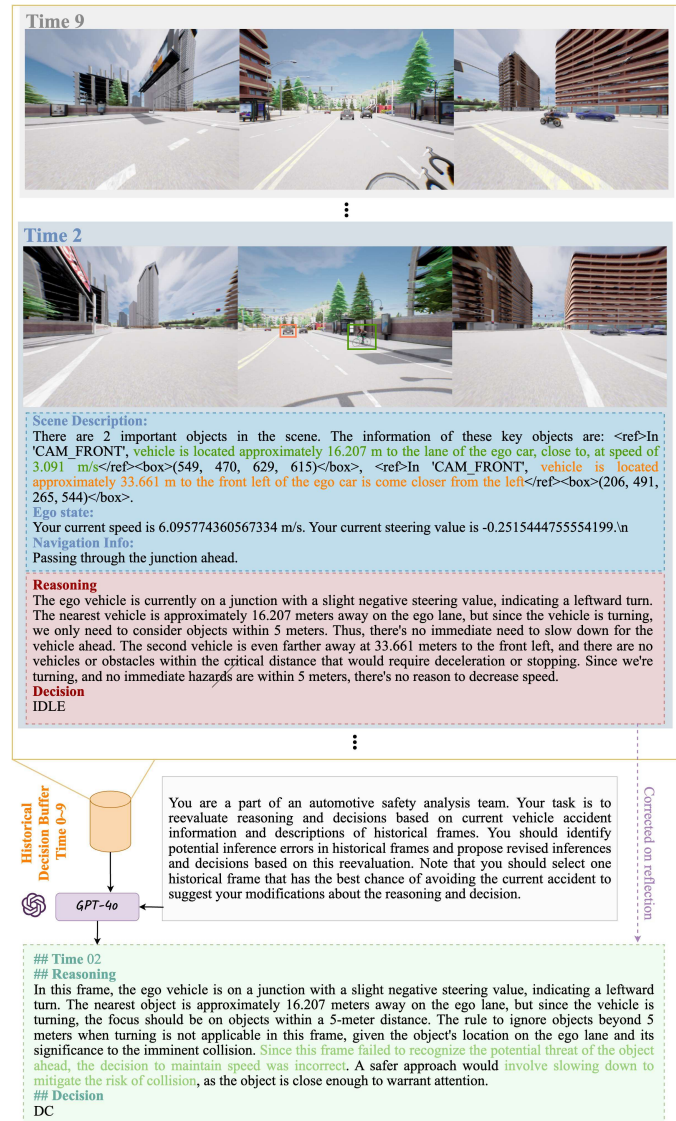 Time 9
Time 2
Scene Description:
There are 2 important objects in the scene. The information of these key objects are: <ref>In
'CAM_FRONT', vehicle is located approximately 16.207 m to the lane of the ego car, close to, at speed of
3.091 m/s</ref><box>(549, 470, 629, 615)</box>, <ref>In 'CAM_FRONT', vehicle is located
approximately 33.661 m to the front left of the ego car is come closer from the left</ref><box>(206, 491,
265, 544)</box>.
Ego state:
Your current speed is 6.095774360567334 m/s. Your current steering value is -0.2515444755554199.\n
Navigation Info:
Passing through the junction ahead.
Reasoning
The ego vehicle is currently on a junction with a slight negative steering value, indicating a leftward turn.
The nearest vehicle is approximately 16.207 meters away on the ego lane, but since the vehicle is turning,
we only need to consider objects within 5 meters. Thus, there's no immediate need to slow down for the
vehicle ahead. The second vehicle is even farther away at 33.661 meters to the front left, and there are no
vehicles or obstacles within the critical distance that would require deceleration or stopping. Since we're
turning, and no immediate hazards are within 5 meters, there's no reason to decrease speed.
Decision
IDLE
Historical
Decision Buffer
Time 0~9
You are a part of an automotive safety analysis team. Your task is to
reevaluate reasoning and decisions based on current vehicle accident
information and descriptions of historical frames. You should identify
potential inference errors in historical frames and propose revised inferences
and decisions based on this reevaluation. Note that you should select one
historical frame that has the best chance of avoiding the current accident to
suggest your modifications about the reasoning and decision.
Corrected on reflection
GPT-4o
## Time 02
## Reasoning
In this frame, the ego vehicle is on a junction with a slight negative steering value, indicating a leftward
turn. The nearest object is approximately 16.207 meters away on the ego lane, but since the vehicle is
turning, the focus should be on objects within a 5-meter distance. The rule to ignore objects beyond 5
meters when turning is not applicable in this frame, given the object's location on the ego lane and its
significance to the imminent collision. Since this frame failed to recognize the potential threat of the object
ahead, the decision to maintain speed was incorrect. A safer approach would involve slowing down to
mitigate the risk of collision, as the object is close enough to warrant attention.
## Decision
DC